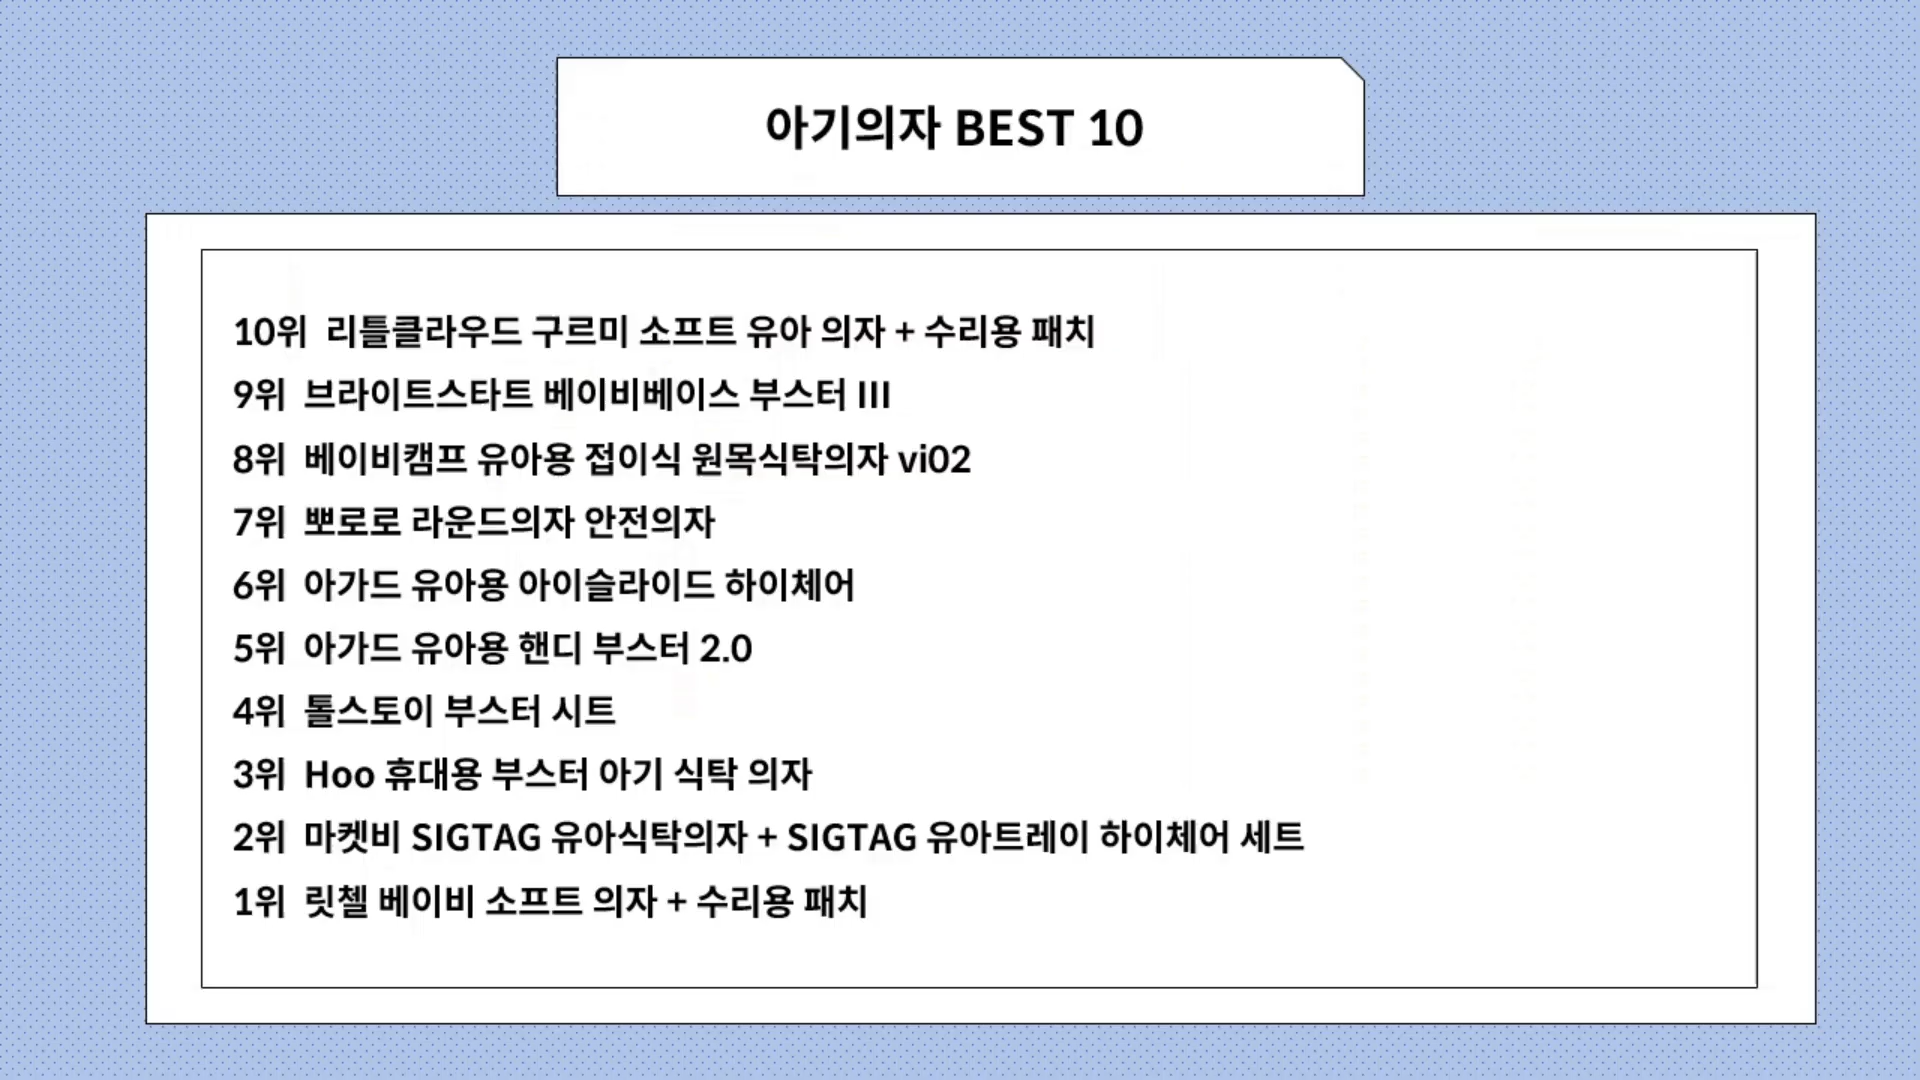 아기의자 BEST 10
10위 리틀클라우드 구르미 소프트 유아 의자 + 수리용 패치
9위 브라이트스타트 베이비베이스 부스터 III
8위 베이비캠프 유아용 접이식 원목식탁의자 vi02
7위 뽀로로 라운드의자 안전의자
6위 아가드 유아용 아이슬라이드 하이체어
5위 아가드 유아용 핸디 부스터 2.0
4위 톨스토이 부스터 시트
3위 Hoo 휴대용 부스터 아기 식탁 의자
2위 마켓비 SIGTAG 유아식탁의자 + SIGTAG 유아트레이 하이체어 세트
1위 릿첼 베이비 소프트 의자 + 수리용 패치